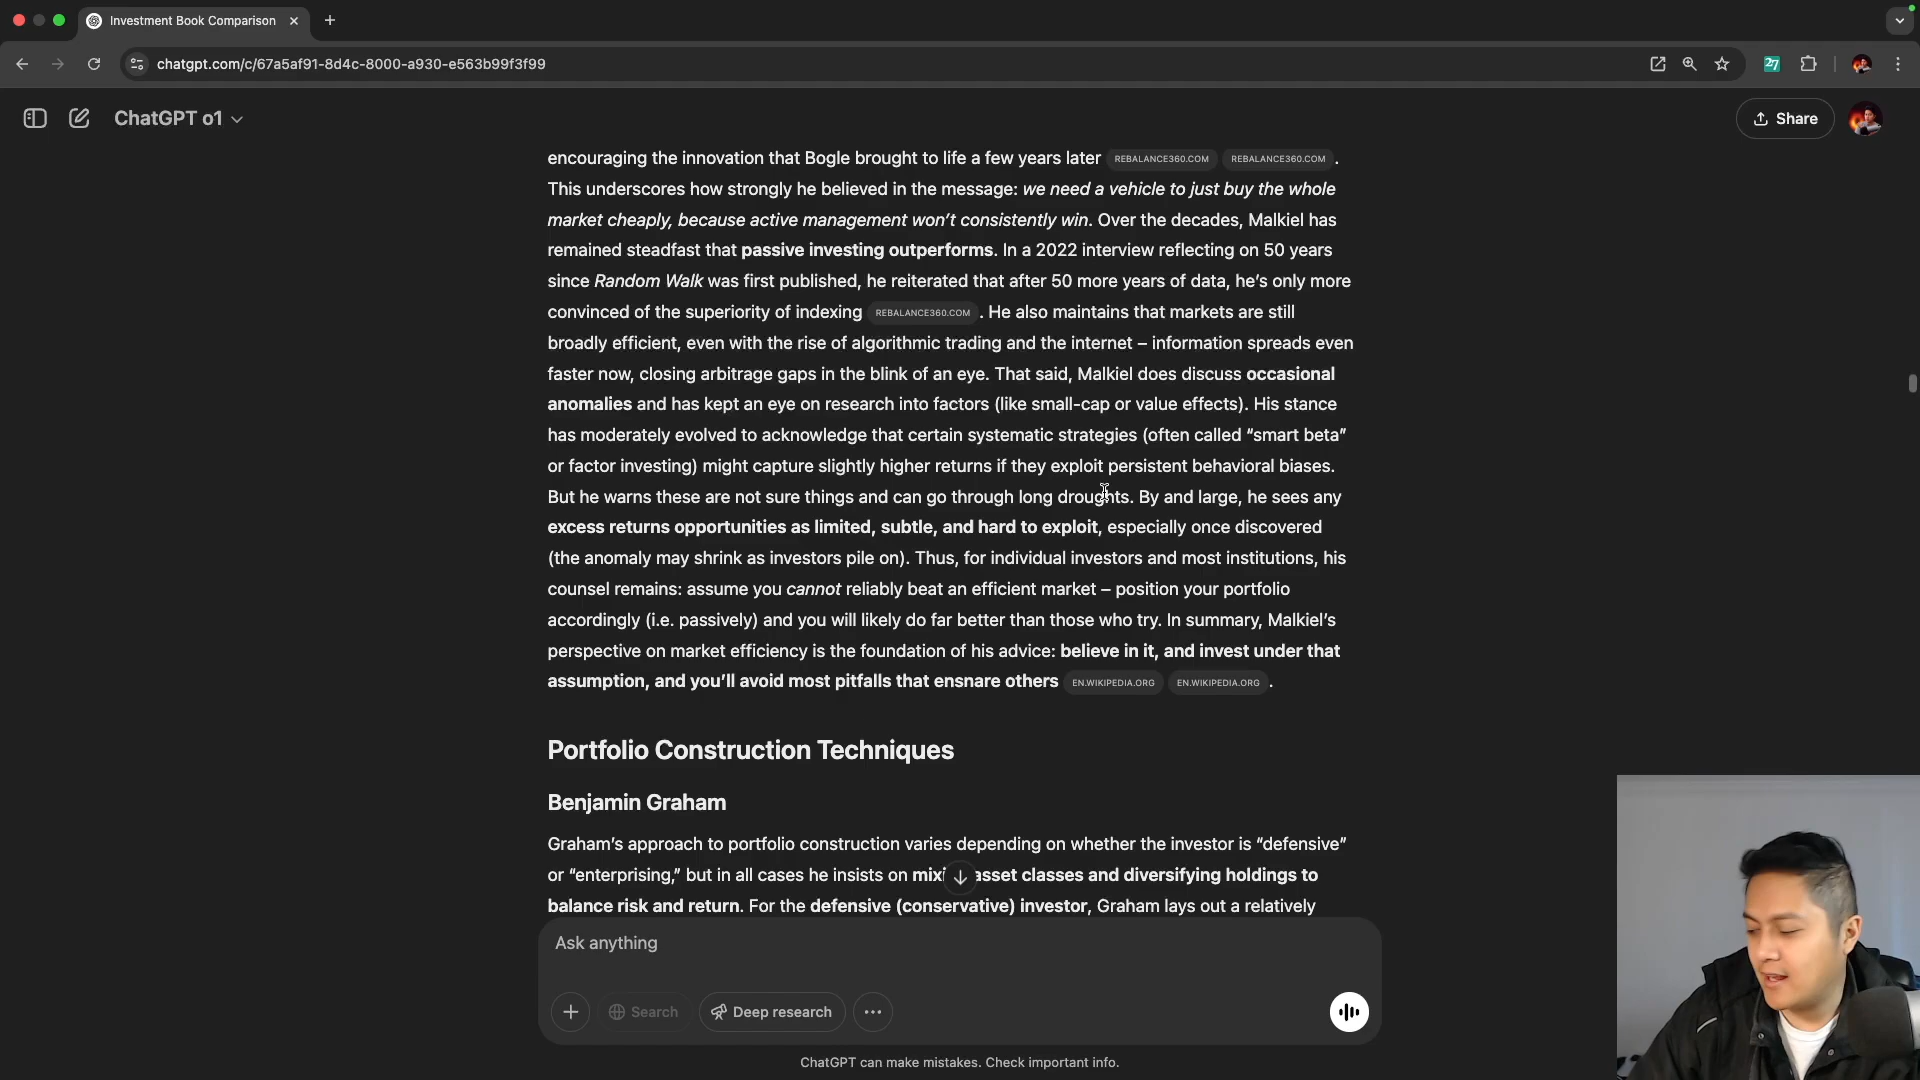 Investment Book Comparison
chatgpt.com/c/67a5af91-8d4c-8000-a930-e563b99f3f99
27
ChatGPT o1
Share
encouraging the innovation that Bogle brought to life a few years later REBALANCE360.COM REBALANCE360.COM .
This underscores how strongly he believed in the message: we need a vehicle to just buy the whole
market cheaply, because active management won’t consistently win. Over the decades, Malkiel has
remained steadfast that passive investing outperforms. In a 2022 interview reflecting on 50 years
since Random Walk was first published, he reiterated that after 50 more years of data, he’s only more
convinced of the superiority of indexing REBALANCE360.COM . He also maintains that markets are still
broadly efficient, even with the rise of algorithmic trading and the internet – information spreads even
faster now, closing arbitrage gaps in the blink of an eye. That said, Malkiel does discuss occasional
anomalies and has kept an eye on research into factors (like small-cap or value effects). His stance
has moderately evolved to acknowledge that certain systematic strategies (often called “smart beta”
or factor investing) might capture slightly higher returns if they exploit persistent behavioral biases.
But he warns these are not sure things and can go through long droughts. By and large, he sees any
excess returns opportunities as limited, subtle, and hard to exploit, especially once discovered
(the anomaly may shrink as investors pile on). Thus, for individual investors and most institutions, his
counsel remains: assume you cannot reliably beat an efficient market – position your portfolio
accordingly (i.e. passively) and you will likely do far better than those who try. In summary, Malkiel’s
perspective on market efficiency is the foundation of his advice: believe in it, and invest under that
assumption, and you’ll avoid most pitfalls that ensnare others EN.WIKIPEDIA.ORG EN.WIKIPEDIA.ORG .
Portfolio Construction Techniques
Benjamin Graham
Graham’s approach to portfolio construction varies depending on whether the investor is “defensive”
or “enterprising,” but in all cases he insists on asset classes and diversifying holdings to
balance risk and return. For the defensive (conservative) investor, Graham lays out a relatively
Ask anything
Search
Deep research
ChatGPT can make mistakes. Check important info.